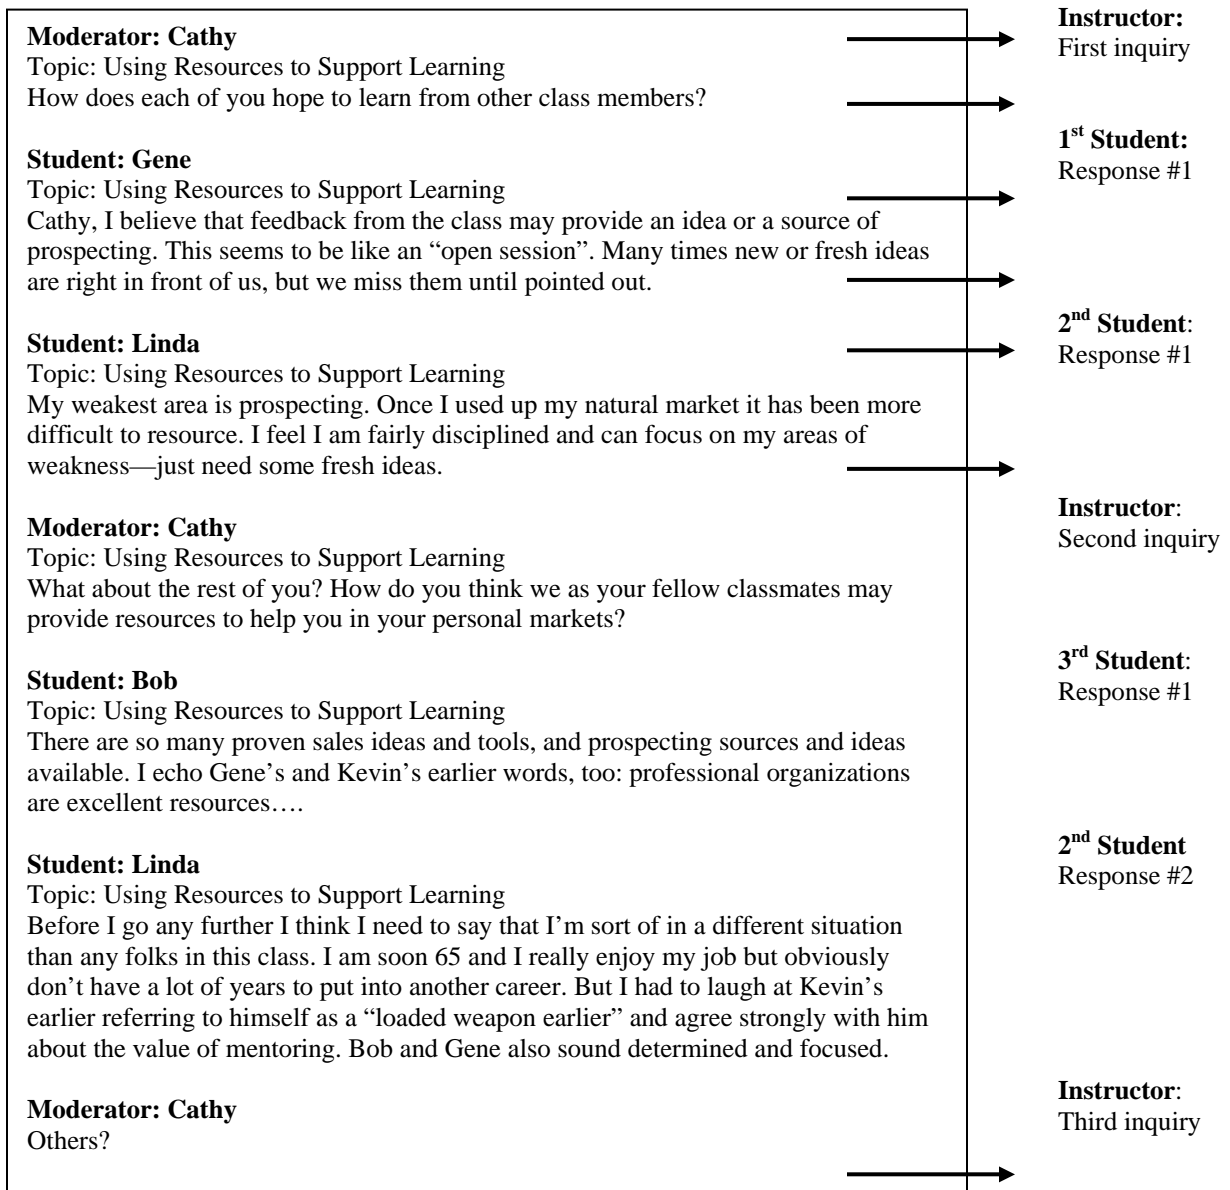 Moderator: Cathy
Topic: Using Resources to Support Learning
How does each of you hope to learn from other class members?
Student: Gene
Topic: Using Resources to Support Learning
Cathy, I believe that feedback from the class may provide an idea or a source of
prospecting. This seems to be like an “open session”. Many times new or fresh ideas
are right in front of us, but we miss them until pointed out.
Student: Linda
Topic: Using Resources to Support Learning
My weakest area is prospecting. Once I used up my natural market it has been more
difficult to resource. I feel I am fairly disciplined and can focus on my areas of
weakness—just need some fresh ideas.
Moderator: Cathy
Topic: Using Resources to Support Learning
What about the rest of you? How do you think we as your fellow classmates may
provide resources to help you in your personal markets?
Student: Bob
Topic: Using Resources to Support Learning
There are so many proven sales ideas and tools, and prospecting sources and ideas
available. I echo Gene’s and Kevin’s earlier words, too: professional organizations
are excellent resources….
Student: Linda
Topic: Using Resources to Support Learning
Before I go any further I think I need to say that I’m sort of in a different situation
than any folks in this class. I am soon 65 and I really enjoy my job but obviously
don’t have a lot of years to put into another career. But I had to laugh at Kevin’s
earlier referring to himself as a “loaded weapon earlier” and agree strongly with him
about the value of mentoring. Bob and Gene also sound determined and focused.
Moderator: Cathy
Others?
Instructor:
First inquiry
1st Student:
Response #1
2nd Student:
Response #1
Instructor:
Second inquiry
3rd Student:
Response #1
2nd Student
Response #2
Instructor:
Third inquiry